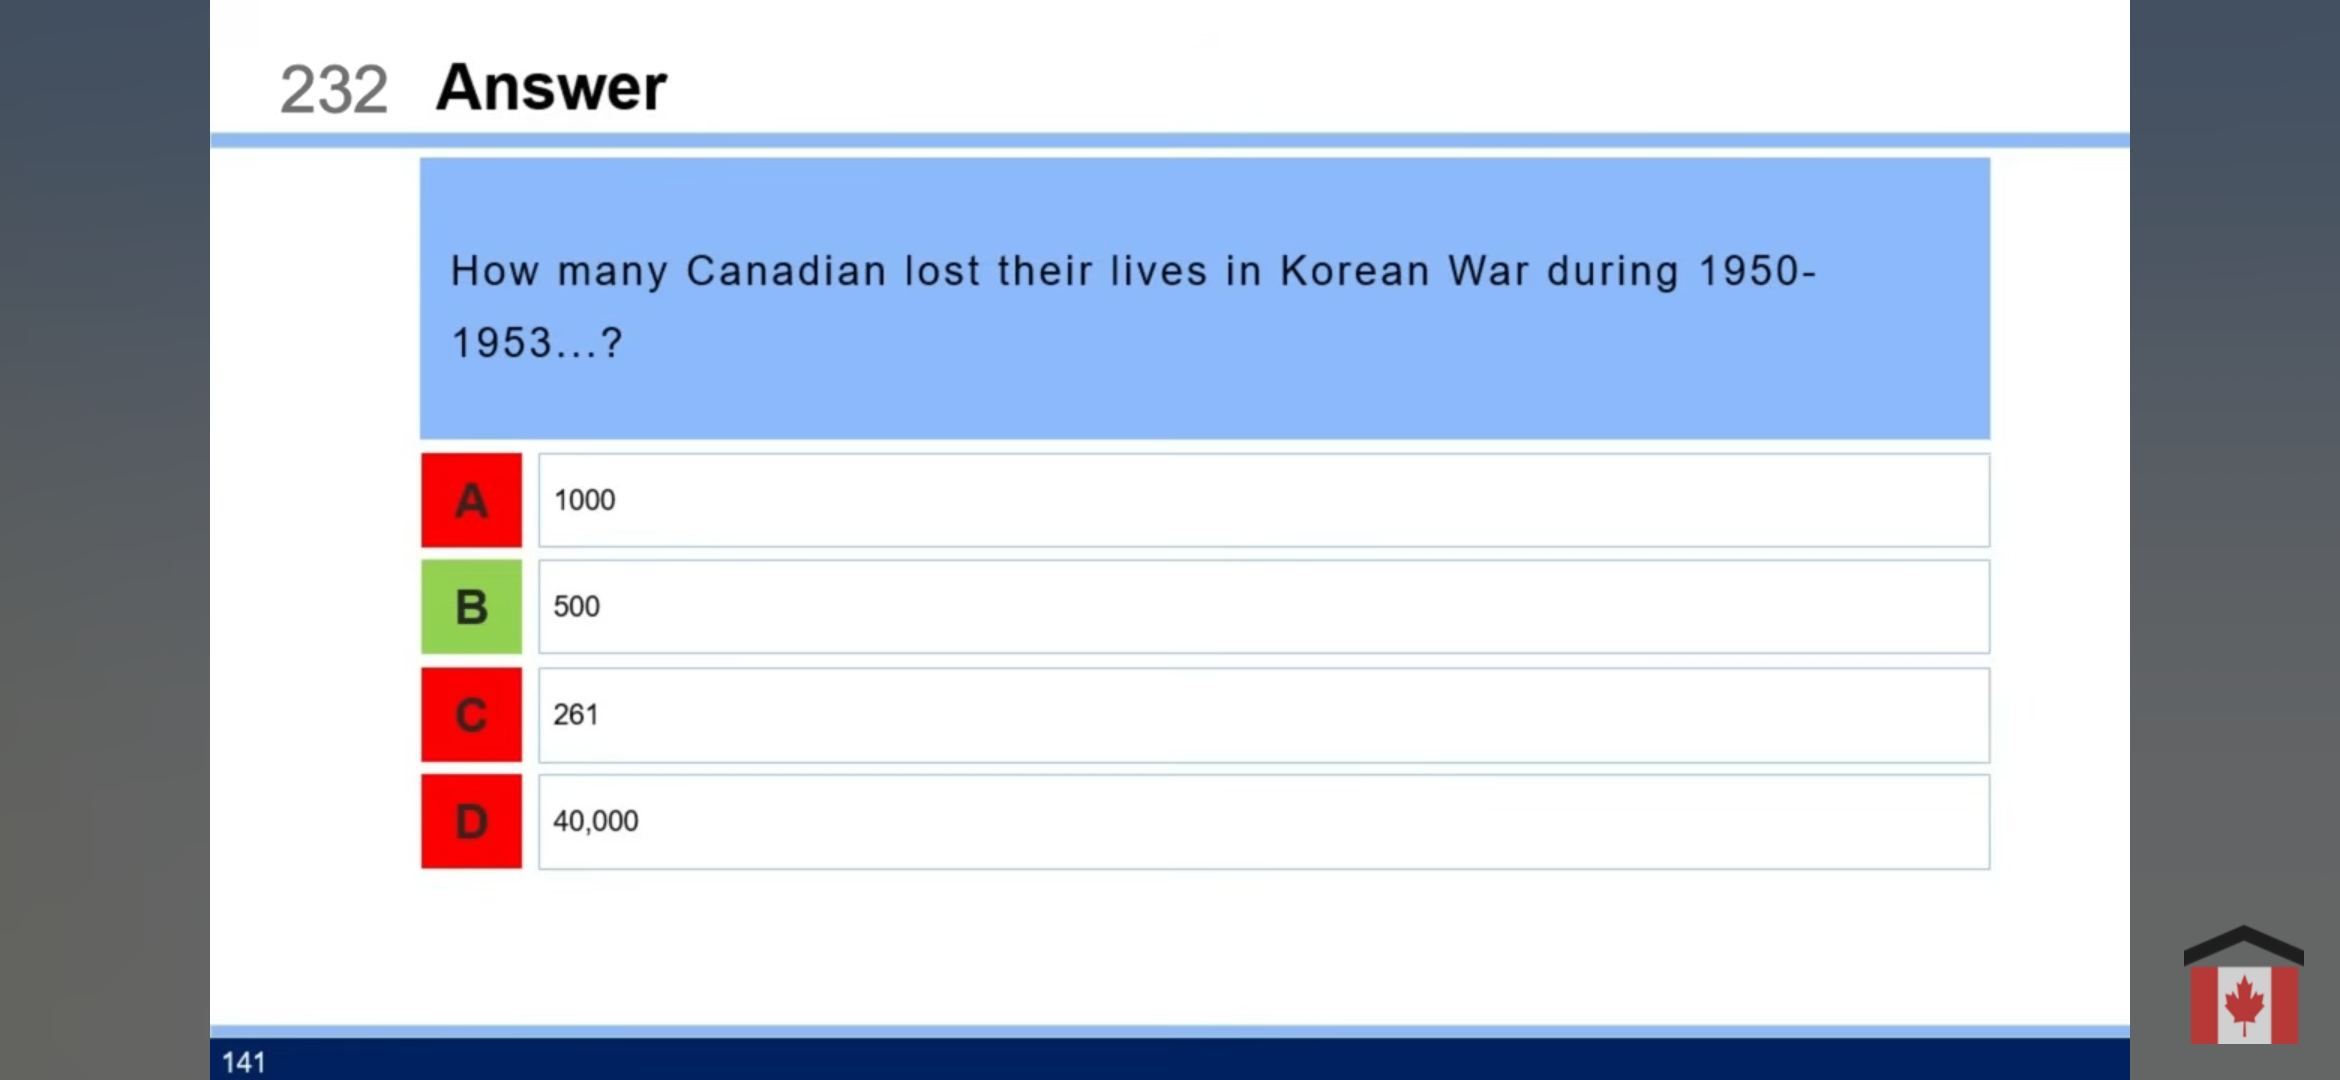 232 Answer
How many Canadian lost their lives in Korean War during 1950-
1953...?
A 1000
B 500
C 261
D 40,000
141